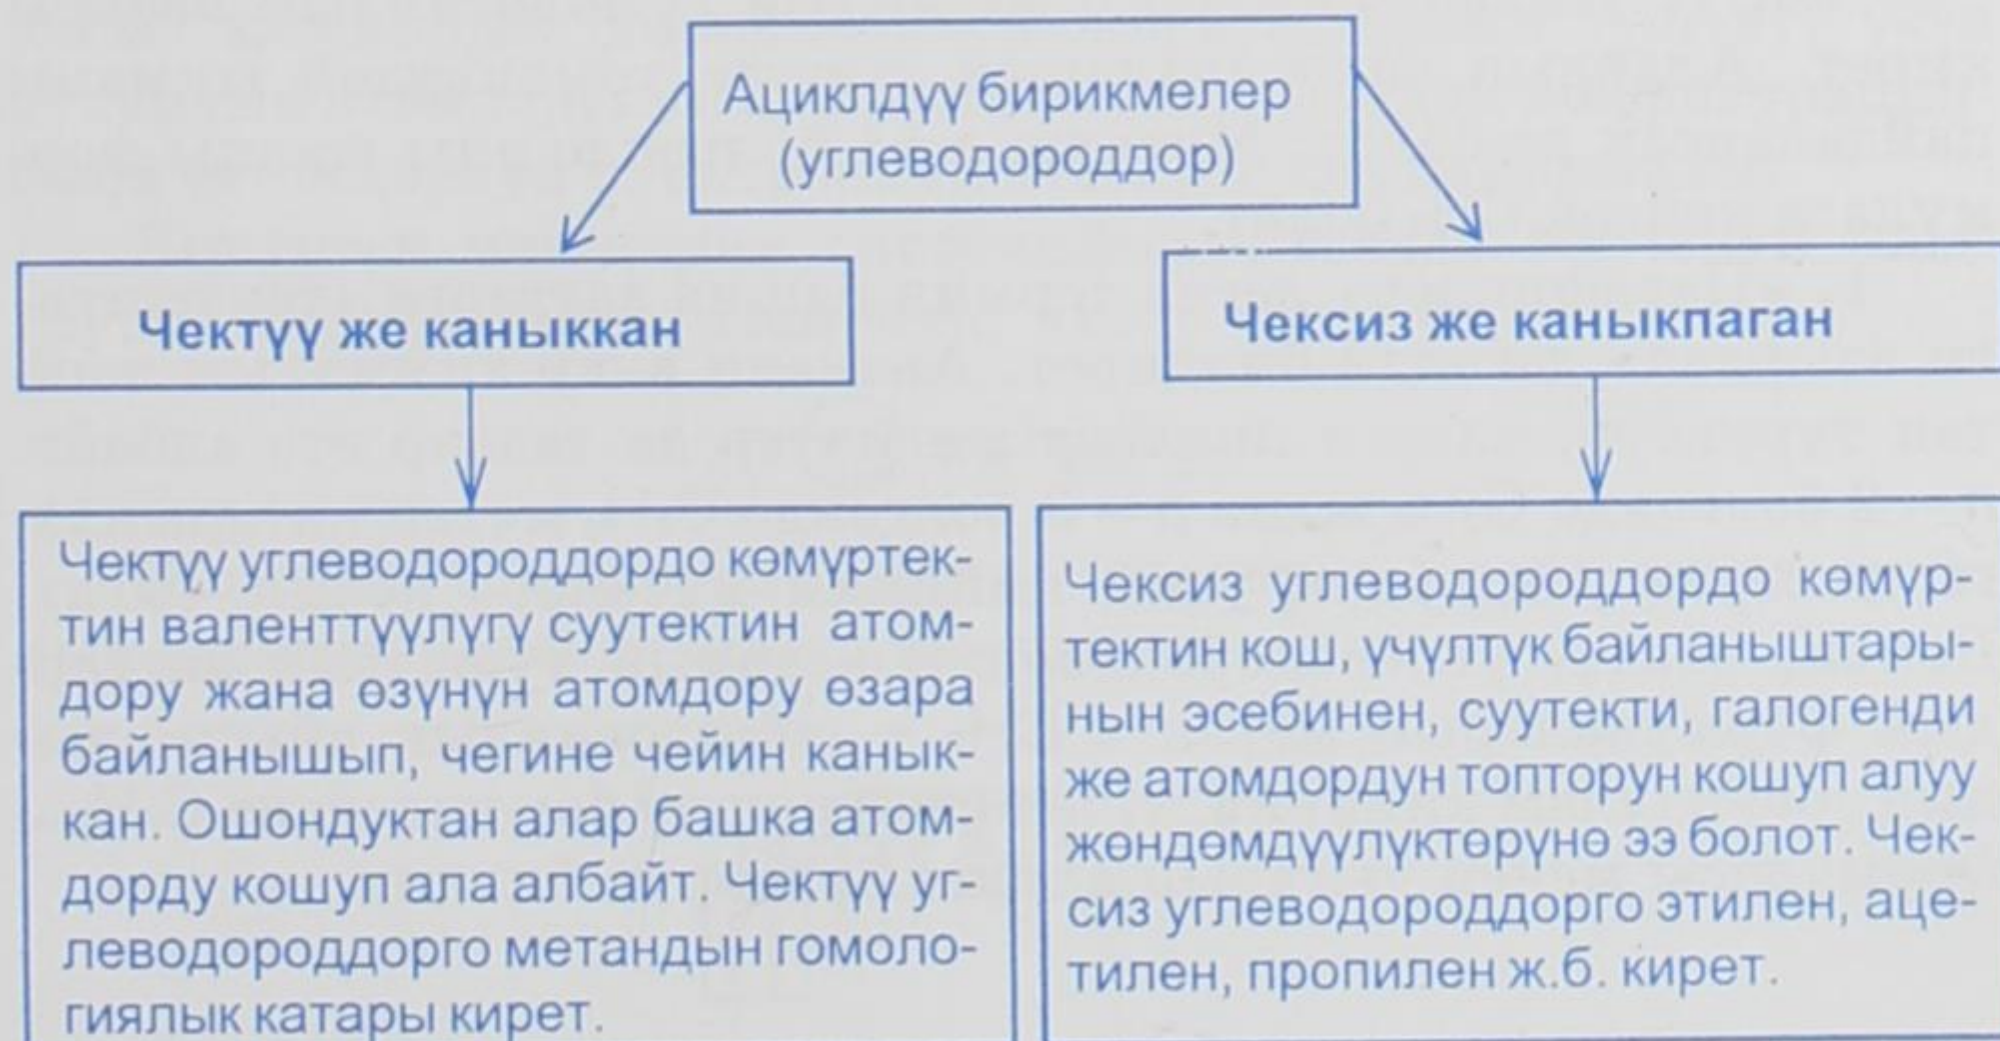 Ациклдүү бирикмелер
(углеводороддор)
Чектүү же каныккан
Чексиз же каныкпаган
Чектүү углеводороддордо көмүртек-
тин валенттүүлүгү суутектин атом-
дору жана өзүнүн атомдору өзара
байланышып, чегине чейин канык-
кан. Ошондуктан алар башка атом-
дорду кошуп ала албайт. Чектүү уг-
леводороддорго метандын гомоло-
гиялык катары кирет.
Чексиз углеводороддордо көмүр-
тектин кош, үчүлтүк байланыштары-
нын эсебинен, суутекти, галогенди
же атомдордун топторун кошуп алуу
жөндөмдүүлүктөрүнө ээ болот. Чек-
сиз углеводороддорго этилен, аце-
тилен, пропилен ж.б. кирет.